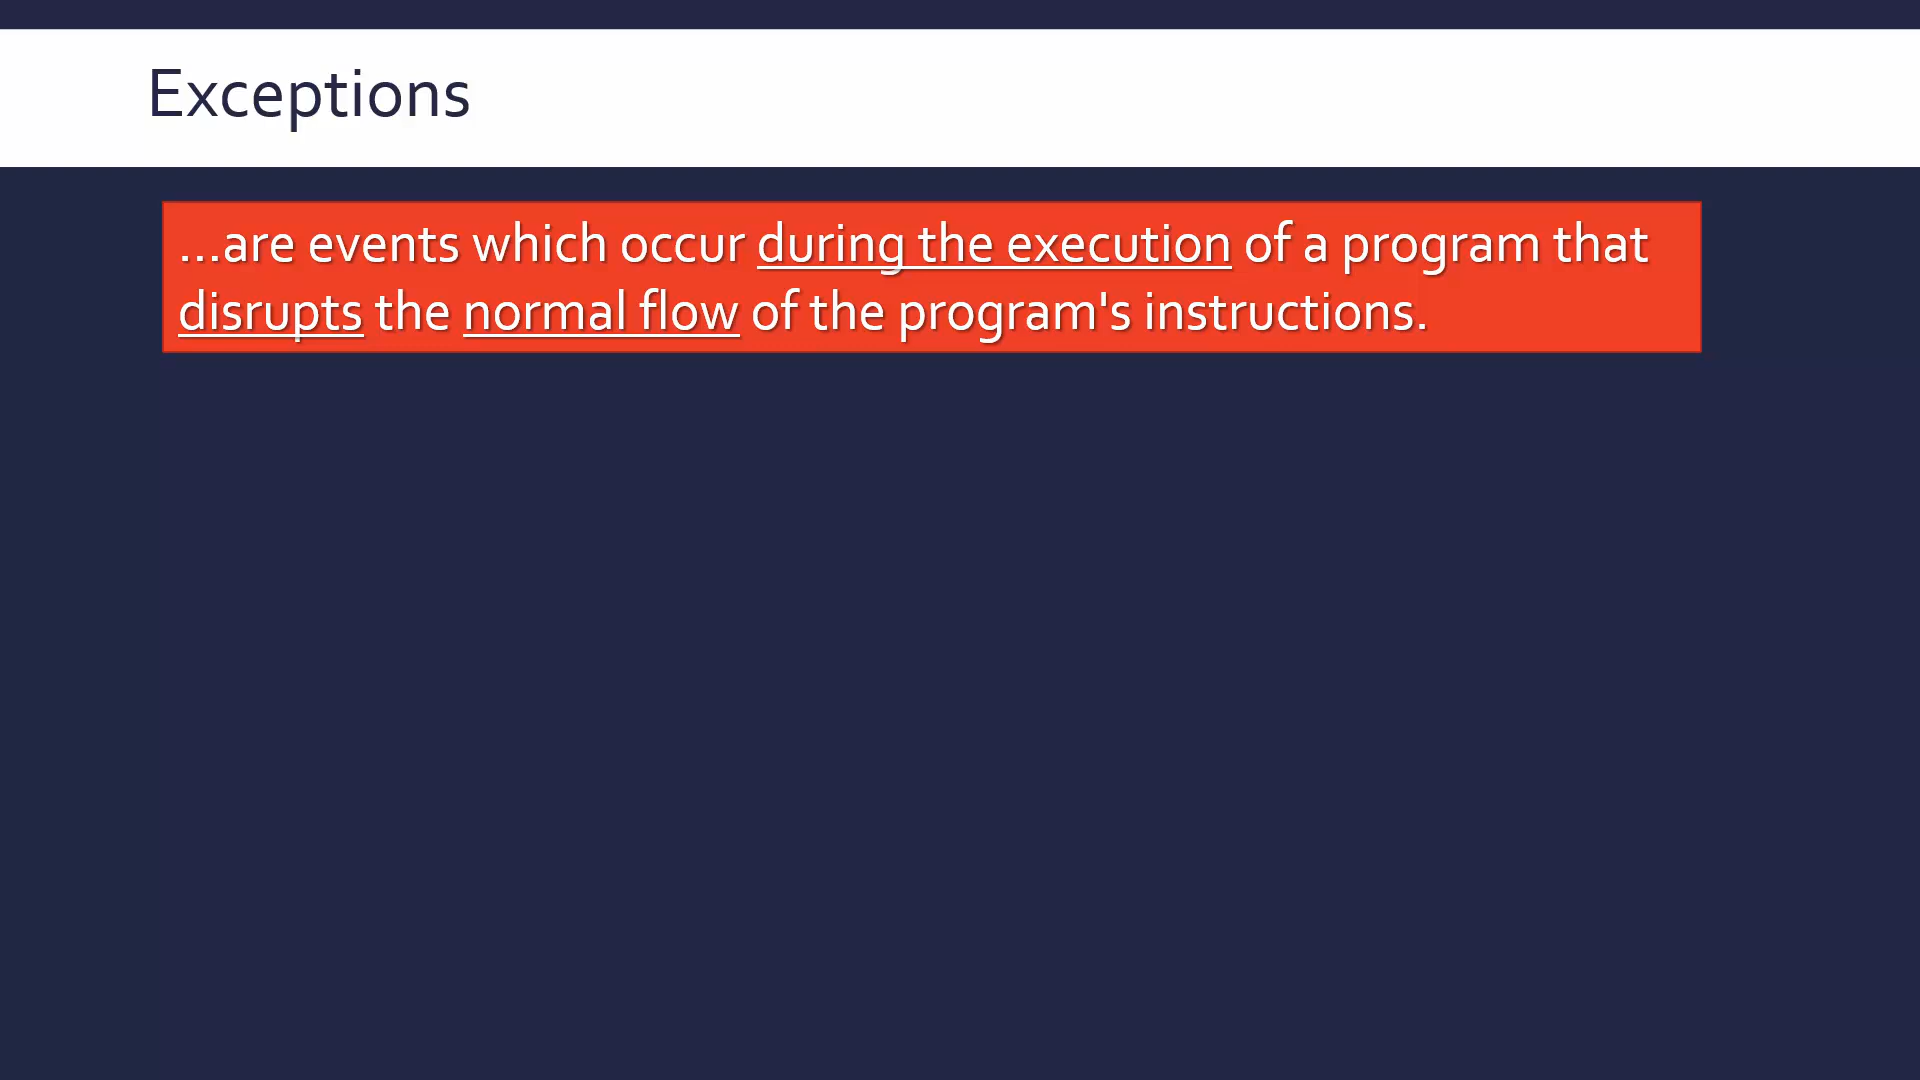 Exceptions
...are events which occur during the execution of a program that
disrupts the normal flow of the program's instructions.